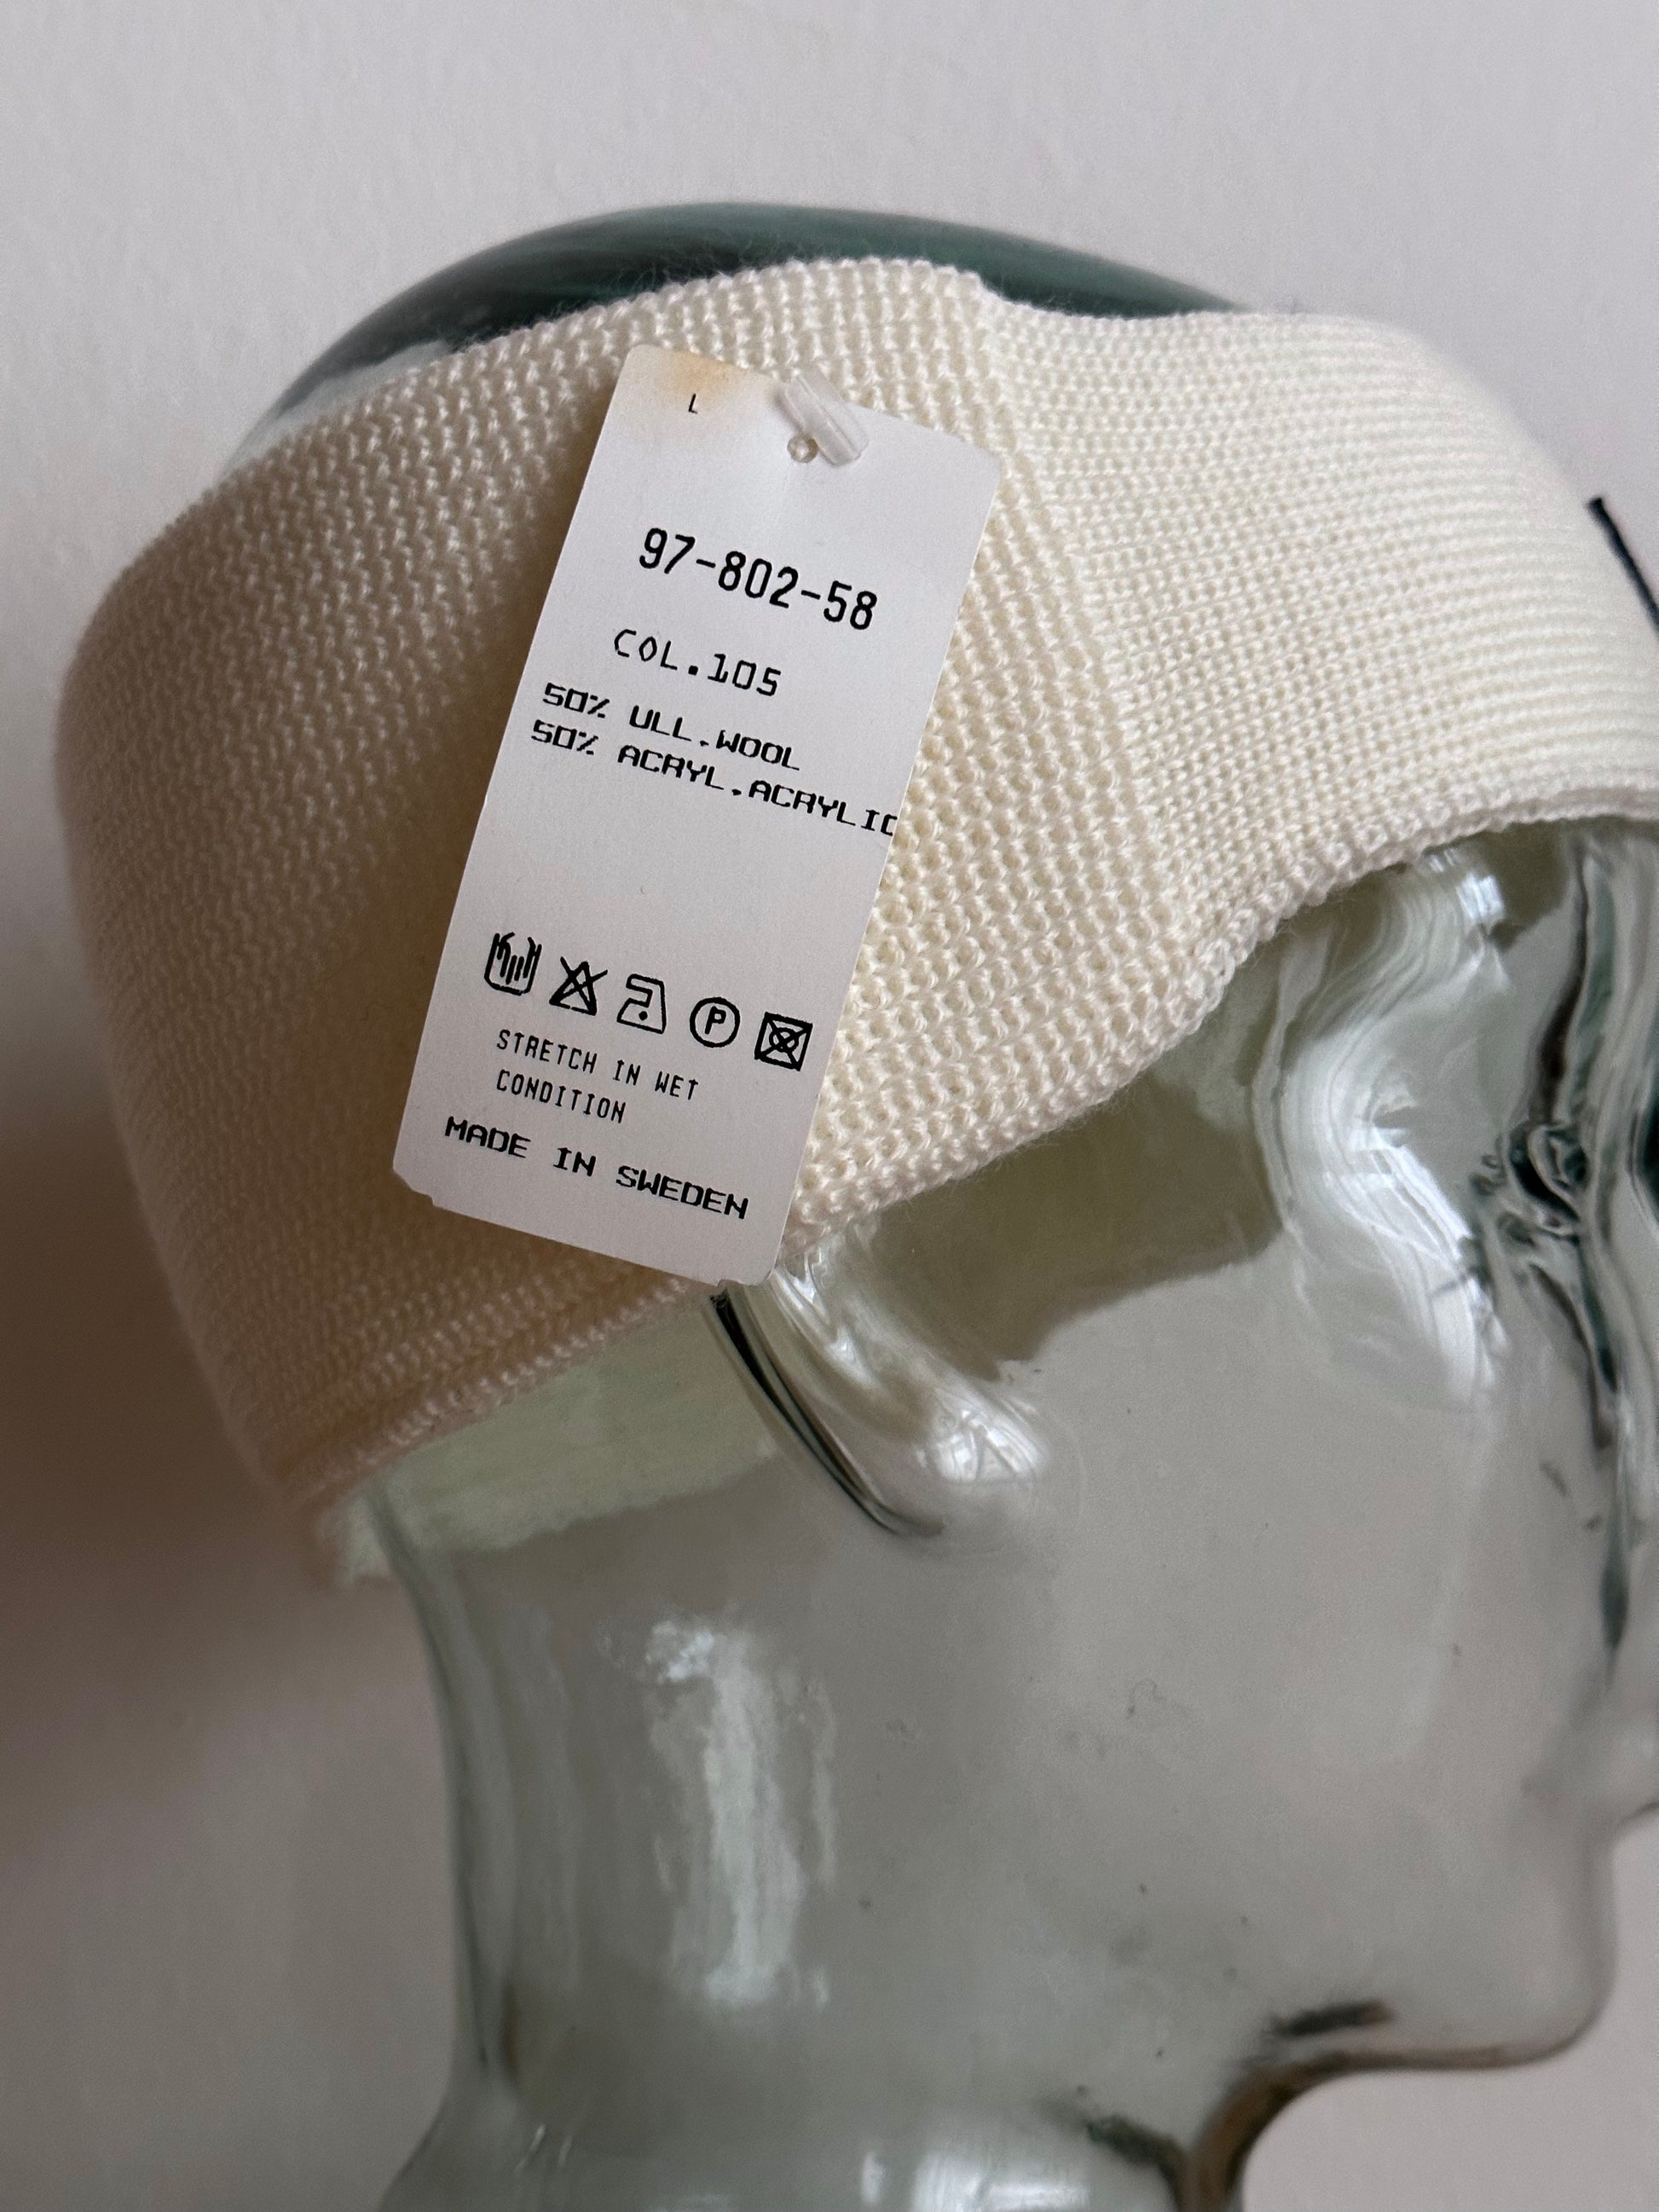 L
97-802-58
COL.105
50% ULL.WOOL
50% ACRYL.ACRYLIC
P
STRETCH IN WET
CONDITION
MADE IN SWEDEN